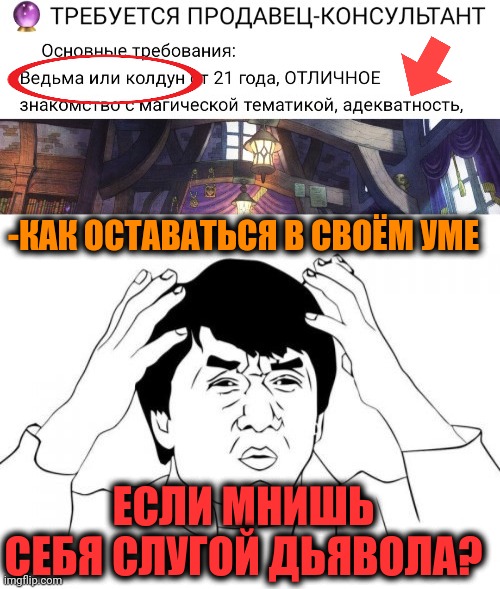 🔮 ТРЕБУЕТСЯ ПРОДАВЕЦ-КОНСУЛЬТАНТ
Основные требования:
Ведьма или колдун от 21 года, ОТЛИЧНОЕ
знакомство с магической тематикой, адекватность,
-КАК ОСТАВАТЬСЯ В СВОЁМ УМЕ
ЕСЛИ МНИШЬ
СЕБЯ СЛУГОЙ ДЬЯВОЛА?
imgflip.com